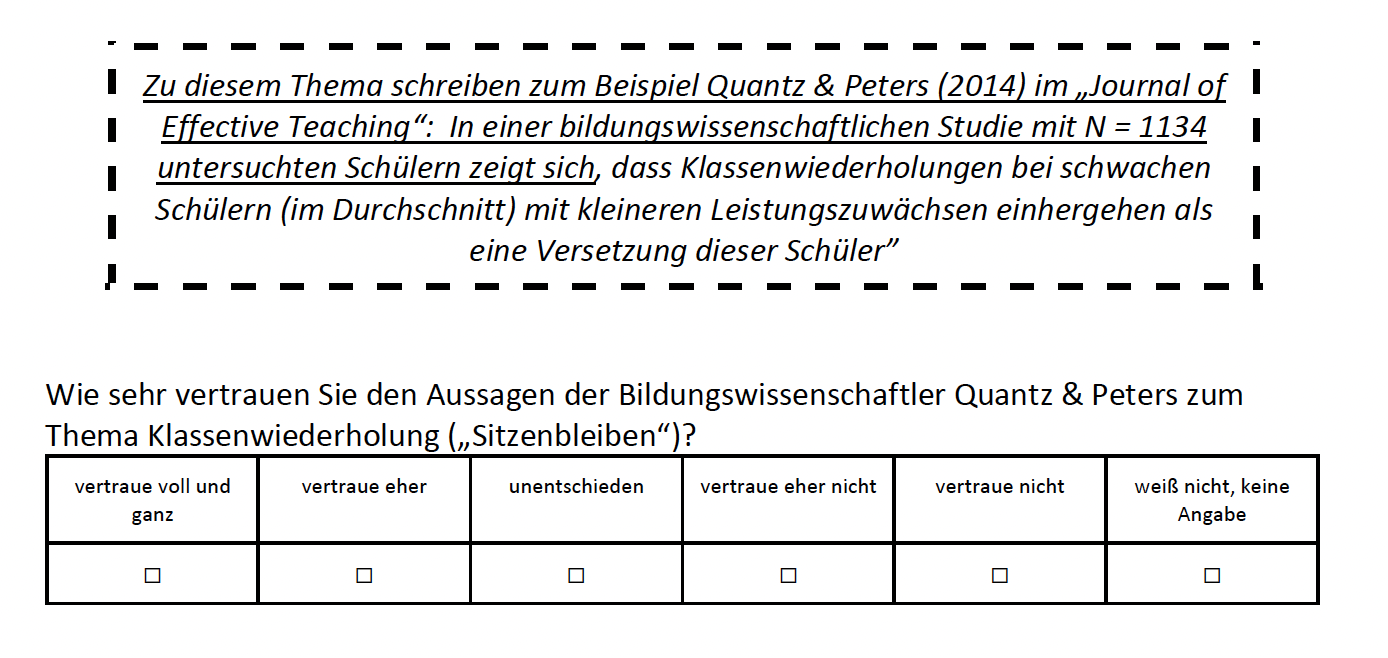 Zu diesem Thema schreiben zum Beispiel Quantz & Peters (2014) im „Journal of
Effective Teaching“:  In einer bildungswissenschaftlichen Studie mit N = 1134
untersuchten Schülern zeigt sich, dass Klassenwiederholungen bei schwachen
Schülern (im Durchschnitt) mit kleineren Leistungszuwächsen einhergehen als
eine Versetzung dieser Schüler”
Wie sehr vertrauen Sie den Aussagen der Bildungswissenschaftler Quantz & Peters zum
Thema Klassenwiederholung („Sitzenbleiben“)?
vertraue voll und
ganz
vertraue eher
unentschieden
vertraue eher nicht
vertraue nicht
weiß nicht, keine
Angabe